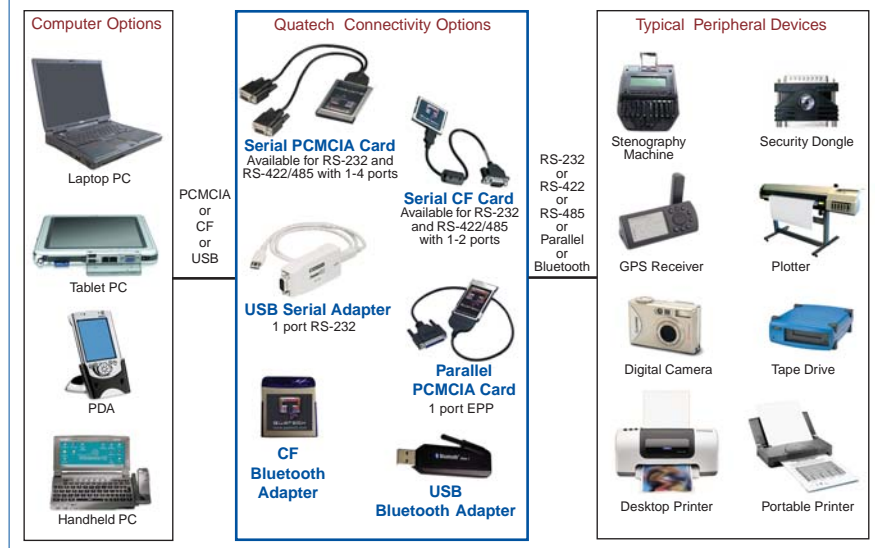 Computer Options
Laptop PC
Tablet PC
PDA
Handheld PC
PCMCIA
or
CF
or
USB
Quatech Connectivity Options
Serial PCMCIA Card
Available for RS-232 and
RS-422/485 with 1-4 ports
Serial CF Card
Available for RS-232
and RS-422/485
with 1-2 ports
USB Serial Adapter
1 port RS-232
Parallel
PCMCIA Card
1 port EPP
CF
Bluetooth
Adapter
Bluetooth
USB
Bluetooth Adapter
RS-232
or
RS-422
or
RS-485
or
Parallel
or
Bluetooth
Typical Peripheral Devices
Stenography
Machine
Security Dongle
GPS Receiver
Plotter
Digital Camera
Tape Drive
Desktop Printer
Portable Printer